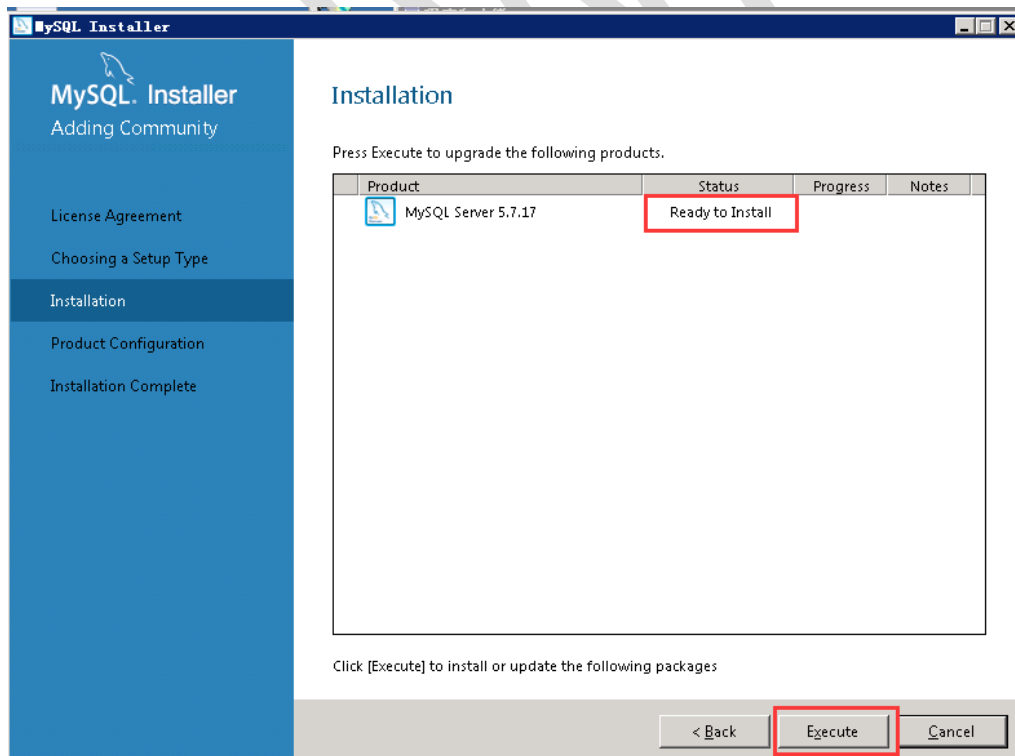 MySQL Installer
MySQL. Installer
Adding Community
License Agreement
Choosing a Setup Type
Installation
Product Configuration
Installation Complete
Installation
Press Execute to upgrade the following products.
Product Status Progress Notes
MySQL Server 5.7.17 Ready to Install
Click [Execute] to install or update the following packages
< Back Execute Cancel